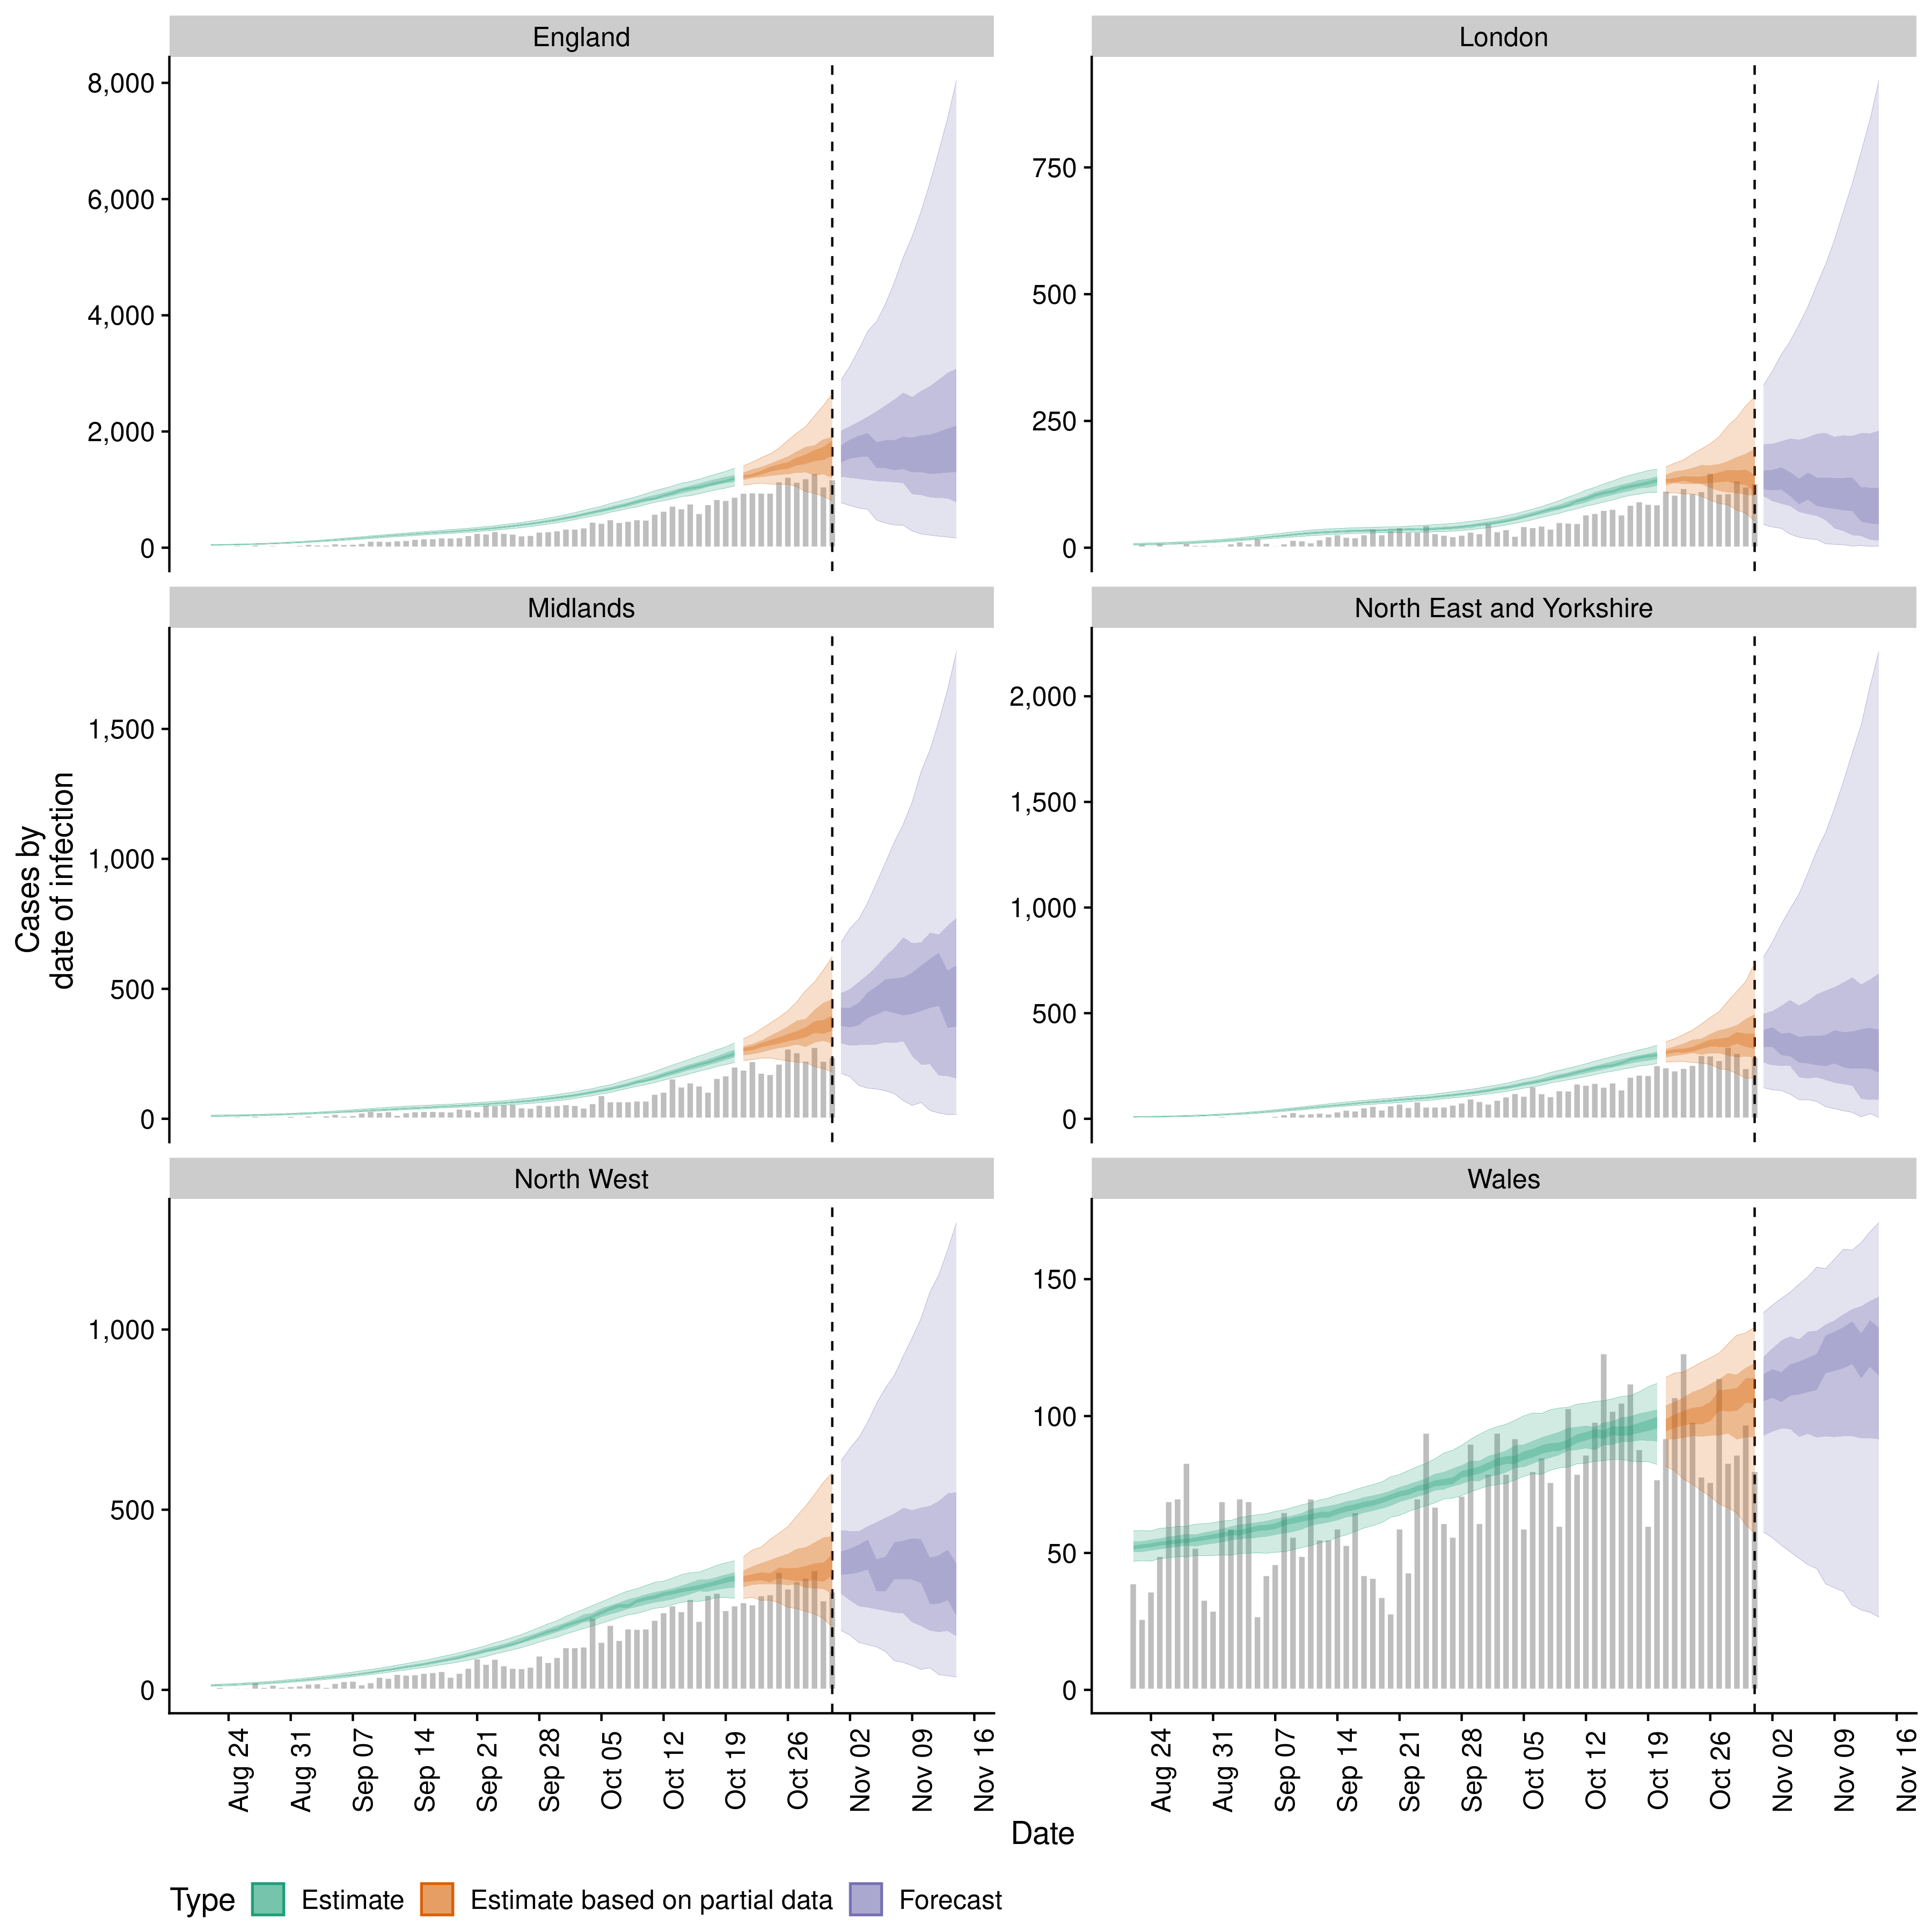 England
London
8,000
6,000
4,000
2,000
0
750
500
250
0
Midlands
North East and Yorkshire
1,500
1,000
500
0
2,000
1,500
1,000
500
0
North West
Wales
1,000
500
0
150
100
50
0
Cases by
date of infection
Aug 24
Aug 31
Sep 07
Sep 14
Sep 21
Sep 28
Oct 05
Oct 12
Oct 19
Oct 26
Nov 02
Nov 09
Nov 16
Aug 24
Aug 31
Sep 07
Sep 14
Sep 21
Sep 28
Oct 05
Oct 12
Oct 19
Oct 26
Nov 02
Nov 09
Nov 16
Date
Type Estimate Estimate based on partial data Forecast